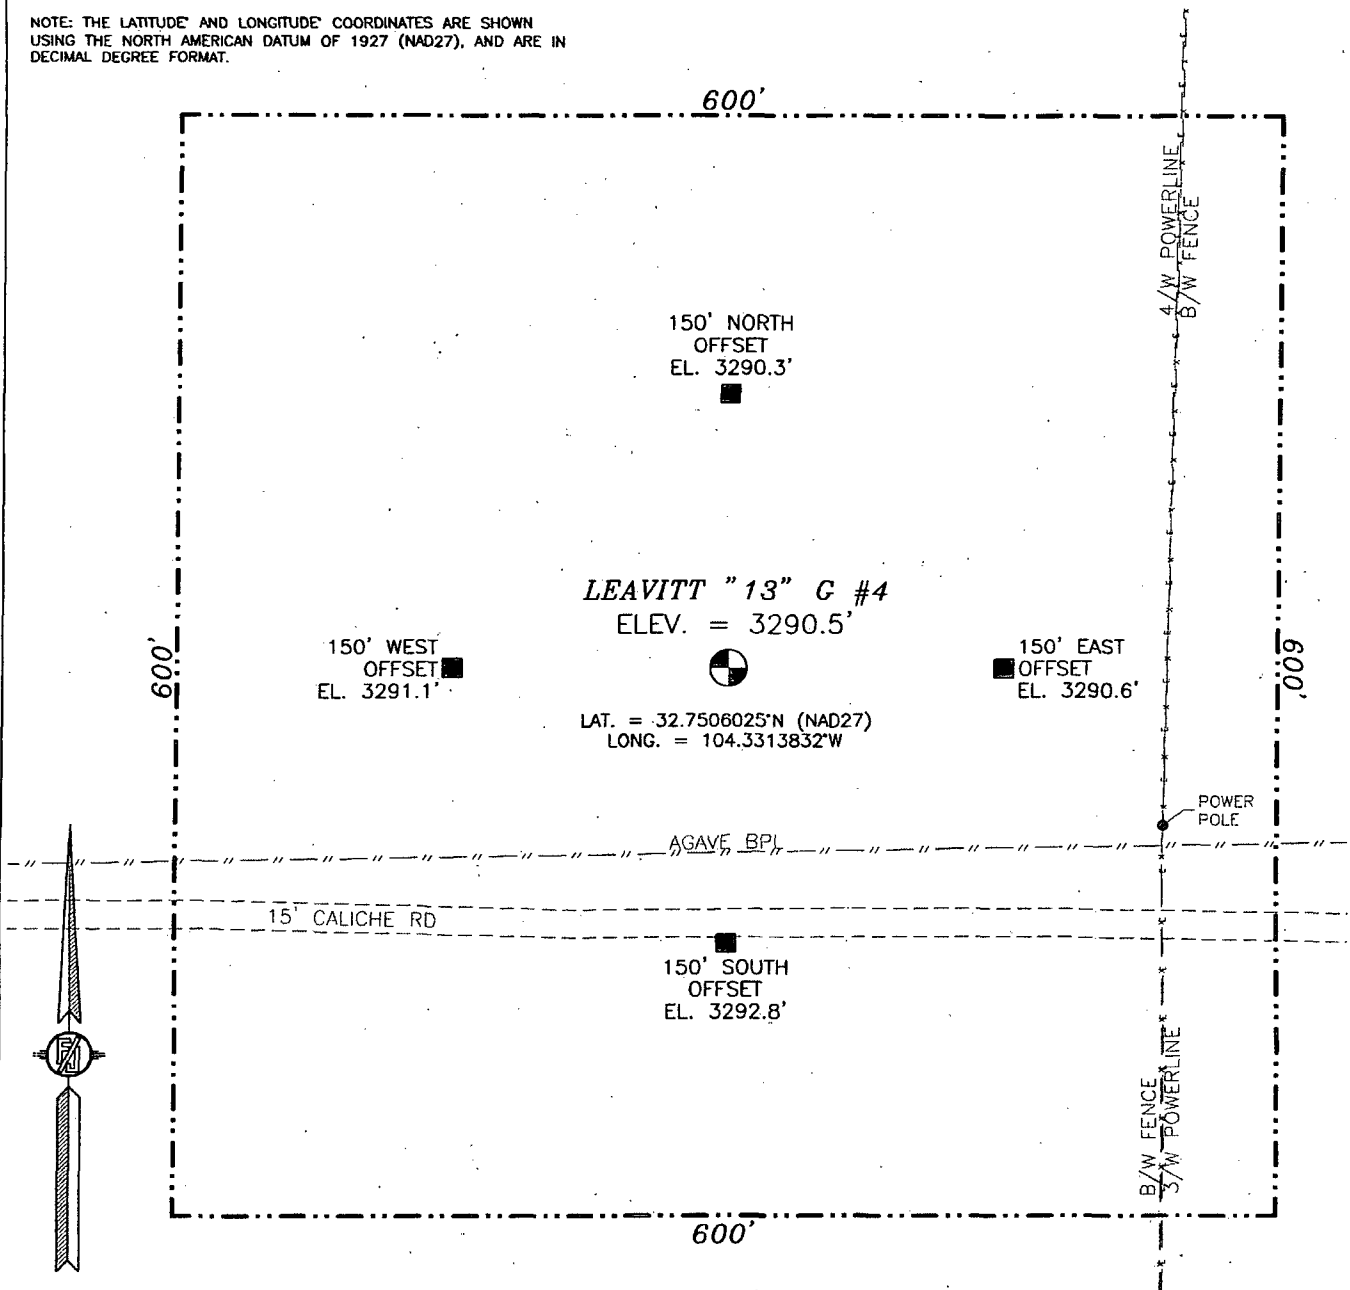 NOTE: THE LATITUDE AND LONGITUDE COORDINATES ARE SHOWN
USING THE NORTH AMERICAN DATUM OF 1927 (NAD27), AND ARE IN
DECIMAL DEGREE FORMAT.
600'
4/W POWERLINE
B/W FENCE
150' NORTH
OFFSET
EL. 3290.3'
LEAVITT "13" G #4
ELEV. = 3290.5'
600'
150' WEST
OFFSET
EL. 3291.1'
150' EAST
OFFSET
EL. 3290.6'
600'
LAT. = 32.7506025°N (NAD27)
LONG. = 104.3313832°W
POWER
POLE
AGAVE BPL
15' CALICHE RD
150' SOUTH
OFFSET
EL. 3292.8'
B/W FENCE
3/W POWERLINE
600'